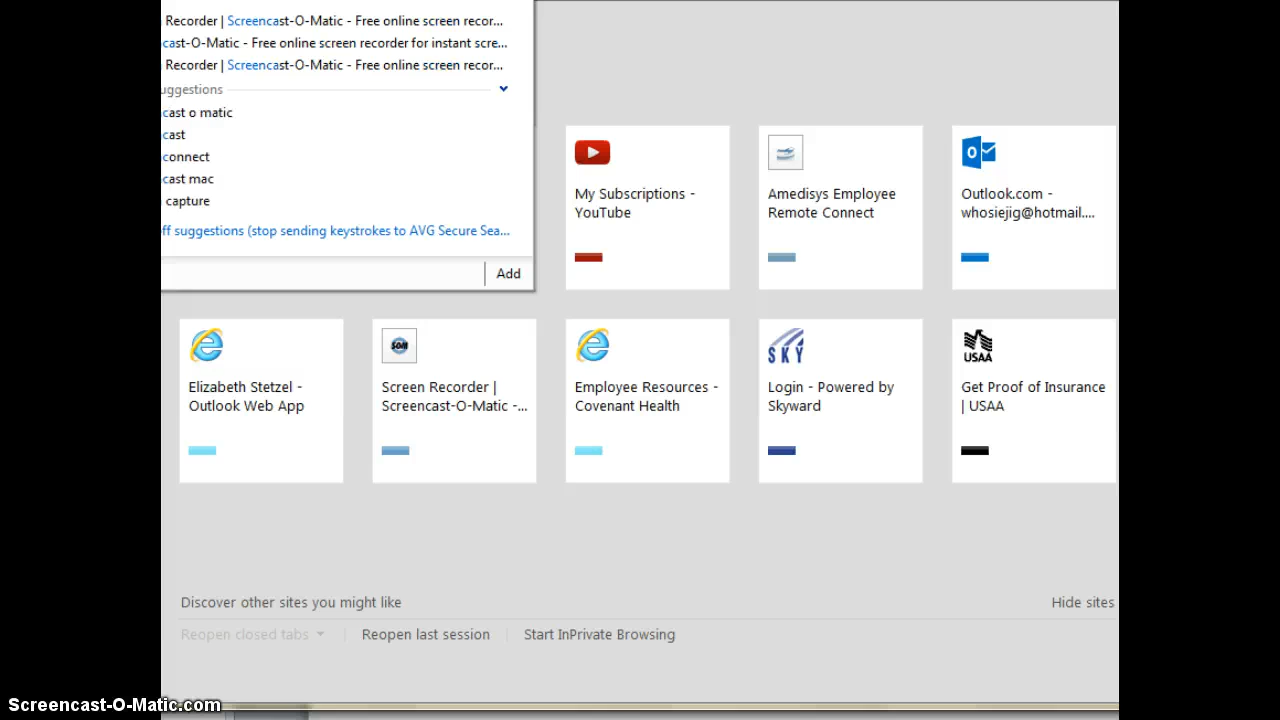 Recorder | Screencast-O-Matic - Free online screen recor...
cast-O-Matic - Free online screen recorder for instant scre...
Recorder | Screencast-O-Matic - Free online screen recor...
uggestions
cast o matic
cast
connect
cast mac
capture
ff suggestions (stop sending keystrokes to AVG Secure Sea...
Add
My Subscriptions -
YouTube
Amedisys Employee
Remote Connect
Outlook.com -
whosiejig@hotmail....
Elizabeth Stetzel -
Outlook Web App
SOM
Screen Recorder |
Screencast-O-Matic -...
Employee Resources -
Covenant Health
SKY
Login - Powered by
Skyward
USAA
Get Proof of Insurance
| USAA
Discover other sites you might like
Hide sites
Reopen closed tabs
Reopen last session
Start InPrivate Browsing
Screencast-O-Matic.com